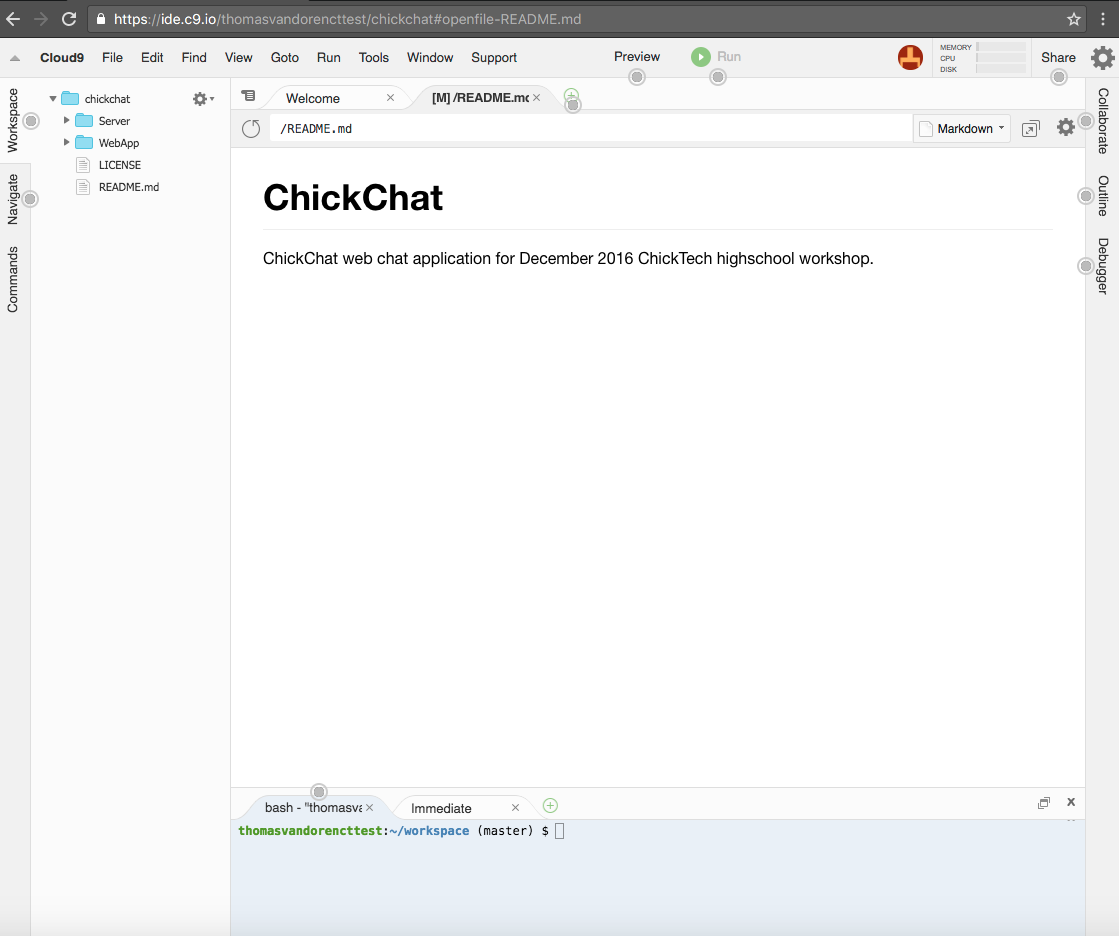 https://ide.c9.io/thomasvandorencttest/chickchat#openfile-README.md
Cloud9 File Edit Find View Goto Run Tools Window Support Preview Run MEMORY CPU DISK Share
Workspace
Navigate
Commands
chickchat
Server
WebApp
LICENSE
README.md
Welcome [M] /README.mc
/README.md Markdown
ChickChat
ChickChat web chat application for December 2016 ChickTech highschool workshop.
Collaborate
Outline
Debugger
bash - "thomasva Immediate
thomasvandorencttest:~/workspace (master) $